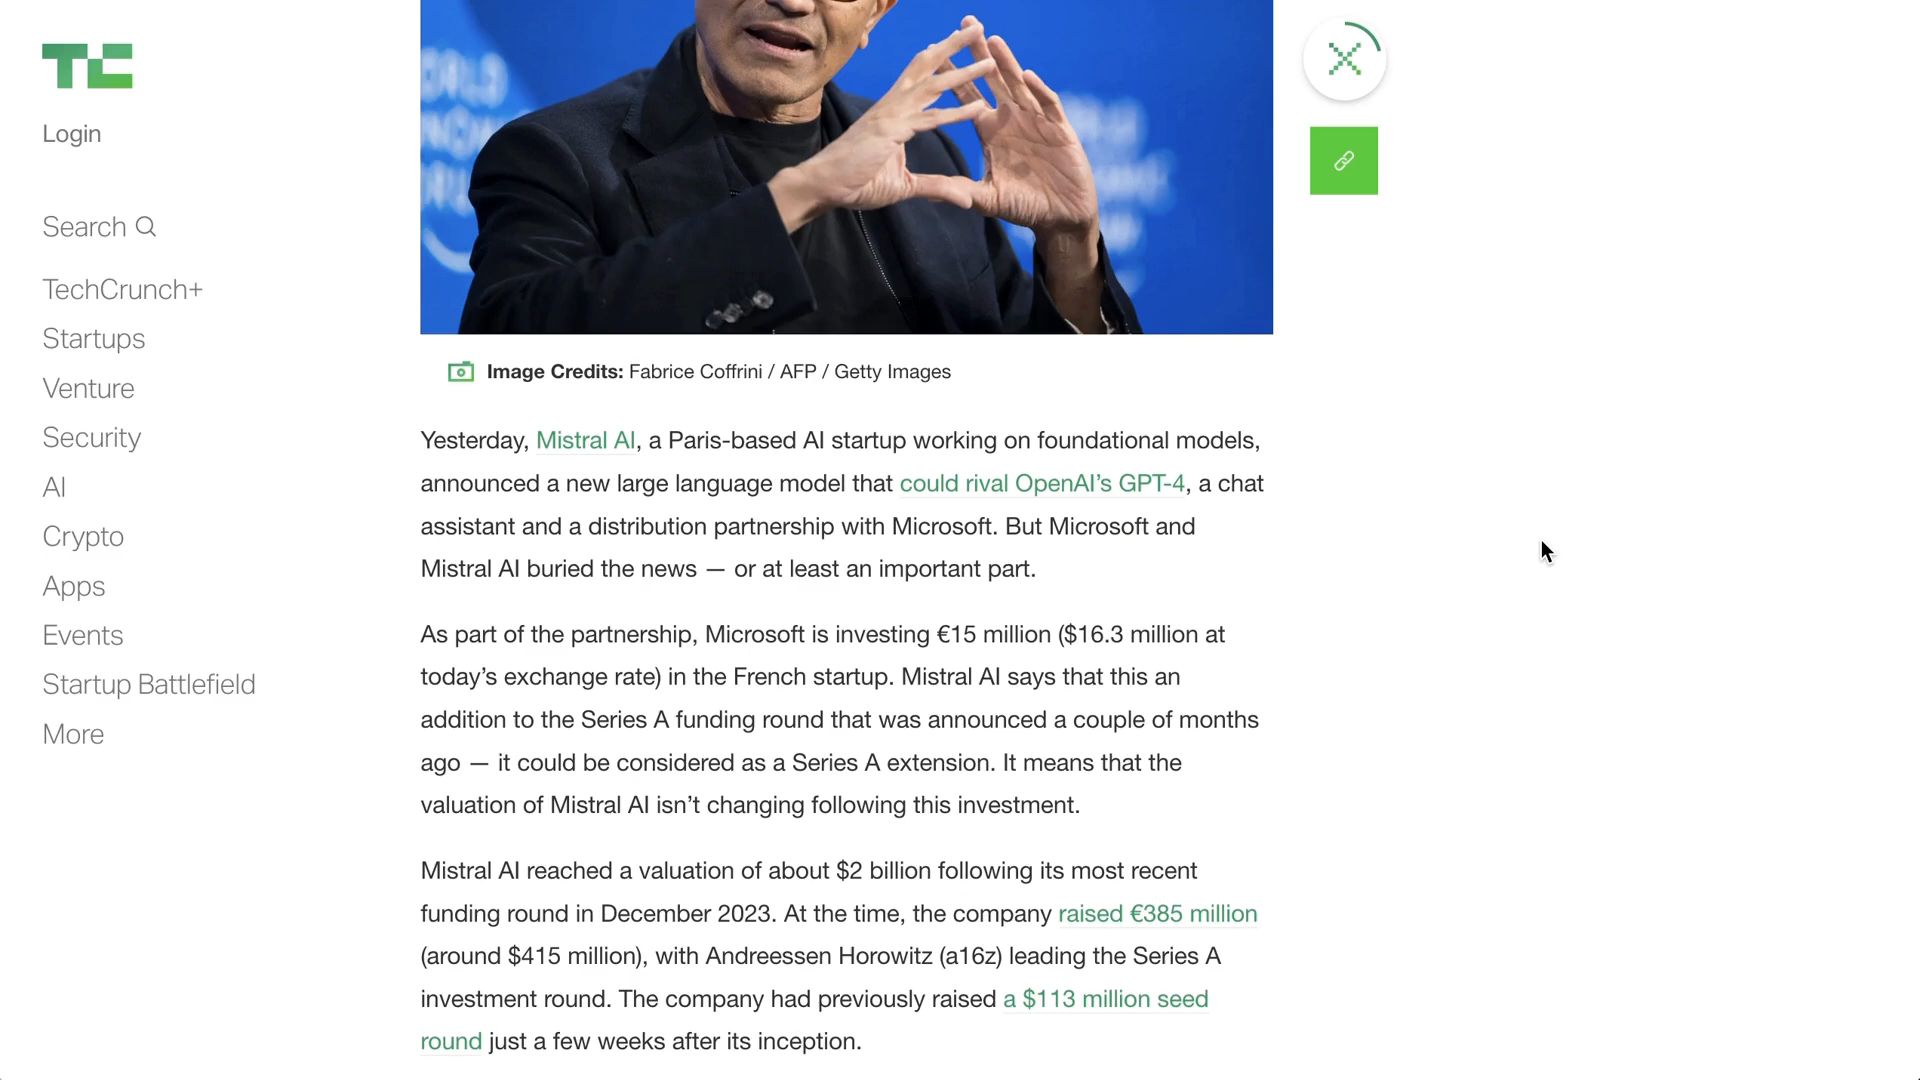 TC
Login
Search
TechCrunch+
Startups
Venture
Security
AI
Crypto
Apps
Events
Startup Battlefield
More
Image Credits: Fabrice Coffrini / AFP / Getty Images
Yesterday, Mistral AI, a Paris-based AI startup working on foundational models,
announced a new large language model that could rival OpenAI’s GPT-4, a chat
assistant and a distribution partnership with Microsoft. But Microsoft and
Mistral AI buried the news — or at least an important part.
As part of the partnership, Microsoft is investing €15 million ($16.3 million at
today’s exchange rate) in the French startup. Mistral AI says that this an
addition to the Series A funding round that was announced a couple of months
ago — it could be considered as a Series A extension. It means that the
valuation of Mistral AI isn’t changing following this investment.
Mistral AI reached a valuation of about $2 billion following its most recent
funding round in December 2023. At the time, the company raised €385 million
(around $415 million), with Andreessen Horowitz (a16z) leading the Series A
investment round. The company had previously raised a $113 million seed
round just a few weeks after its inception.